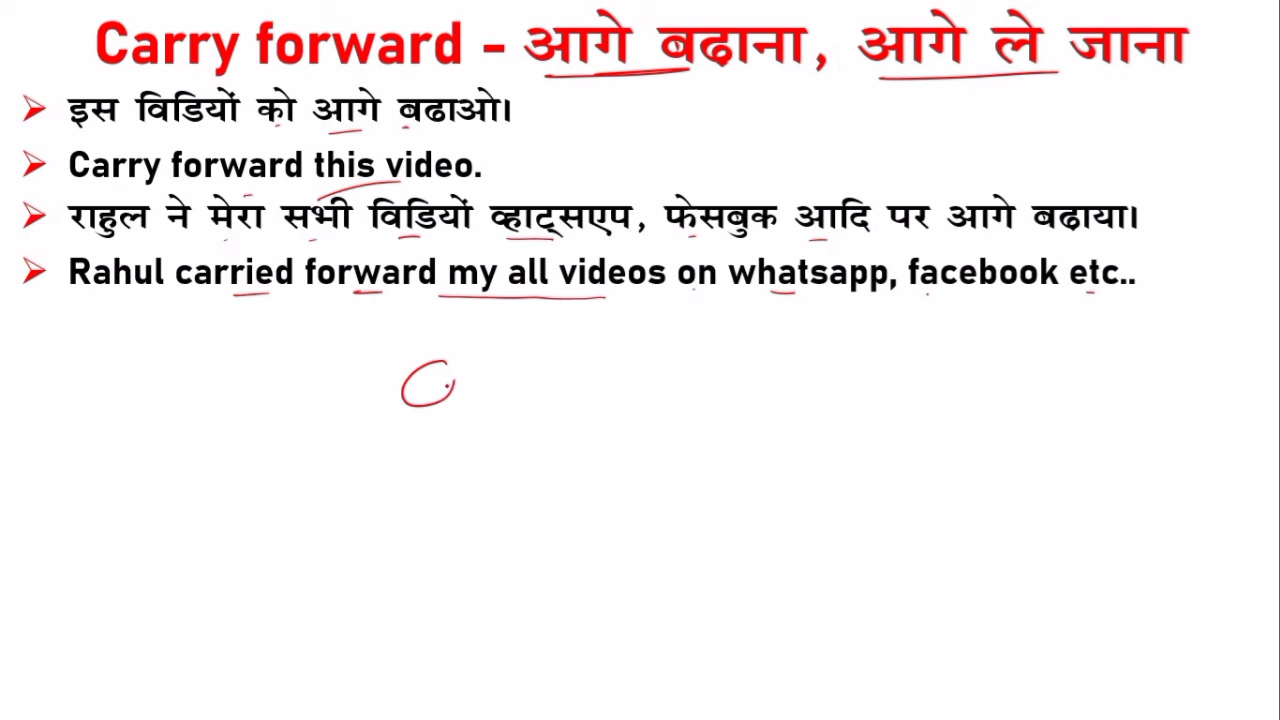 Carry forward - आगे बढाना, आगे ले जाना
इस विडियों को आगे बढाओ।
Carry forward this video.
राहुल ने मेरा सभी विडियों व्हाट्सएप, फेसबुक आदि पर आगे बढ़ाया।
Rahul carried forward my all videos on whatsapp, facebook etc..